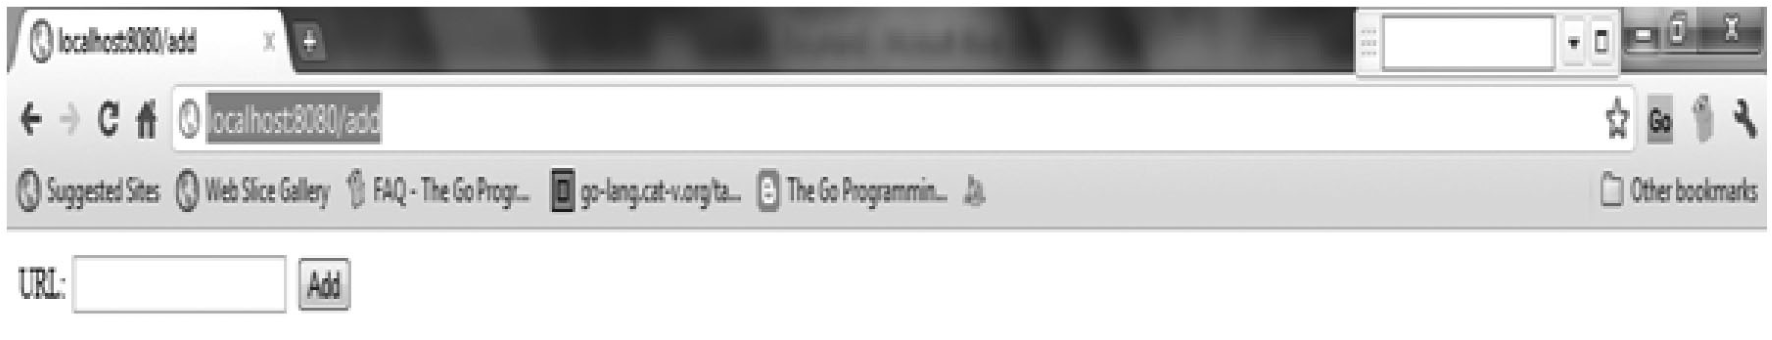 localhost:8080/add
localhost:8080/add
Go
Suggested Sites Web Slice Gallery FAQ - The Go Progr... go-lang.cat-v.org/ta... The Go Programmin... Other bookmarks
URL: Add